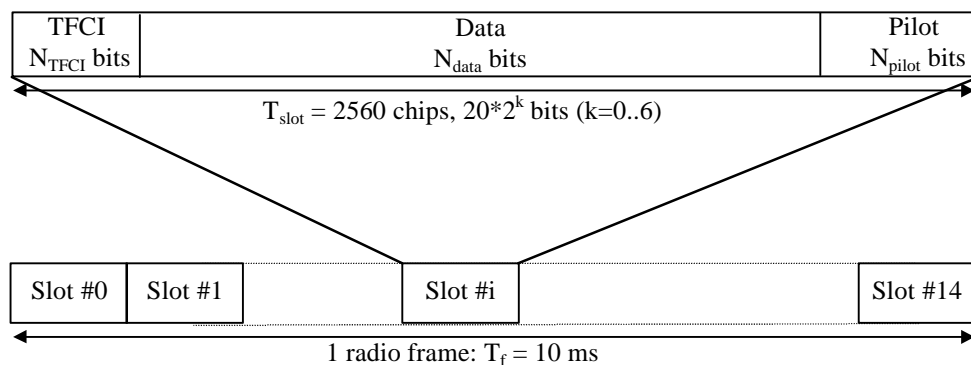 TFCI Data Pilot
N_TFCI bits N_data bits N_pilot bits
T_slot = 2560 chips, 20*2^k bits (k=0..6)
Slot #0 Slot #1 Slot #i Slot #14
1 radio frame: T_f = 10 ms